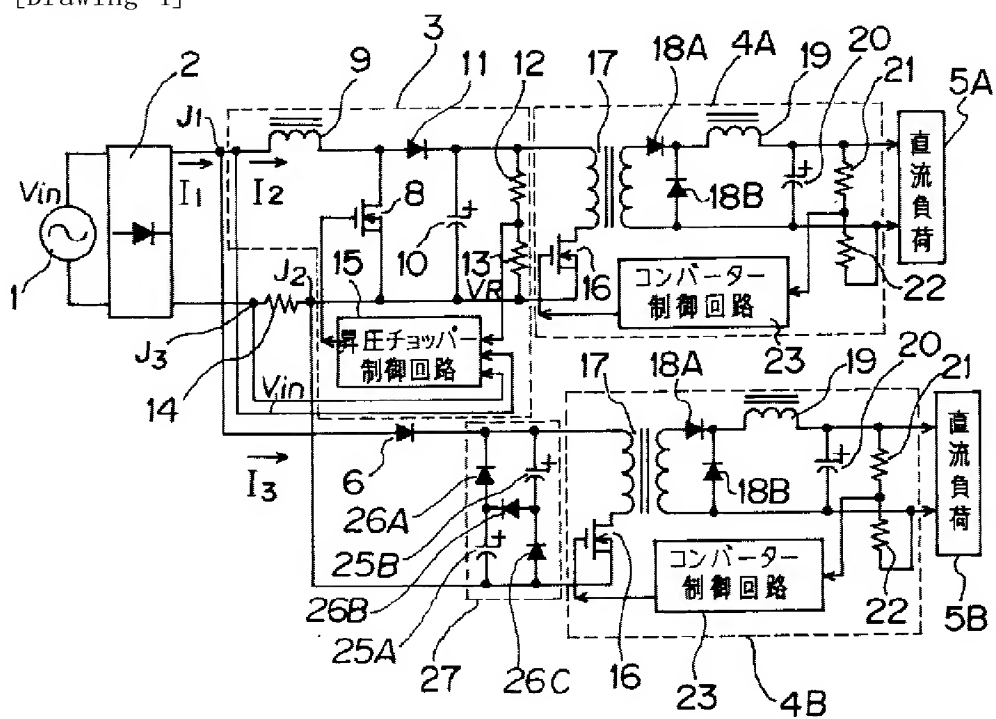 [Drawing 1]
3
4A
2
9
11
12
17
18A
19
20
21
5A
J1
I1
I2
Vin
8
18B
直流負荷
1
J2
15
10
13
VR
16
コンバーター
制御回路
22
J3
昇圧チョッパー
制御回路
23
14
Vin
17
18A
19
20
21
5B
I3
6
26A
25B
26B
25A
27
26C
18B
直流負荷
16
コンバーター
制御回路
22
23
4B